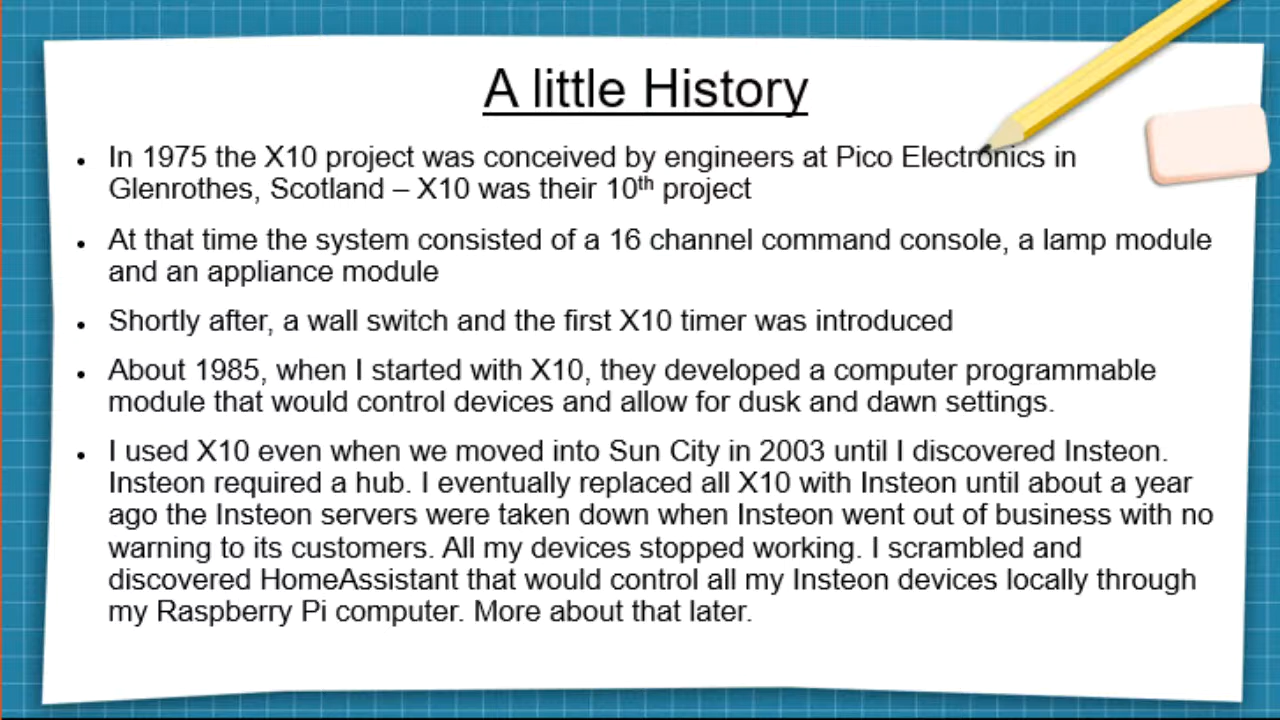 A little History
• In 1975 the X10 project was conceived by engineers at Pico Electronics in
Glenrothes, Scotland – X10 was their 10th project
• At that time the system consisted of a 16 channel command console, a lamp module
and an appliance module
• Shortly after, a wall switch and the first X10 timer was introduced
• About 1985, when I started with X10, they developed a computer programmable
module that would control devices and allow for dusk and dawn settings.
• I used X10 even when we moved into Sun City in 2003 until I discovered Insteon.
Insteon required a hub. I eventually replaced all X10 with Insteon until about a year
ago the Insteon servers were taken down when Insteon went out of business with no
warning to its customers. All my devices stopped working. I scrambled and
discovered HomeAssistant that would control all my Insteon devices locally through
my Raspberry Pi computer. More about that later.